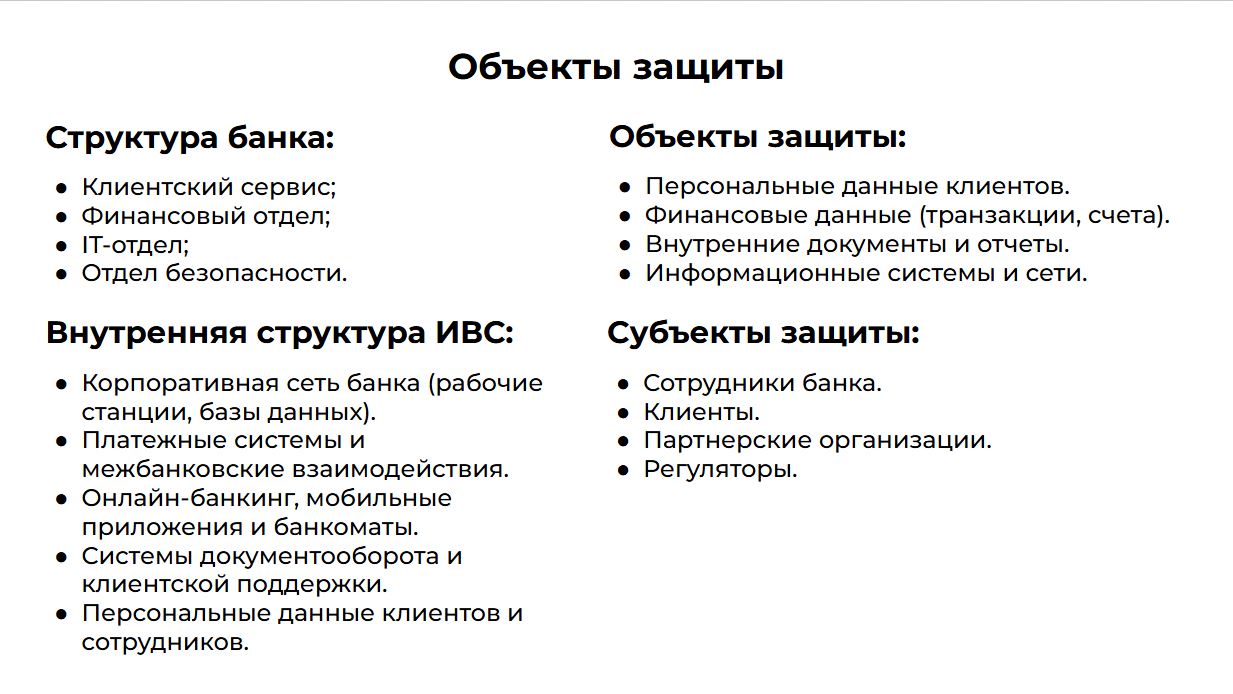 Объекты защиты
Структура банка:
● Клиентский сервис;
● Финансовый отдел;
● IT-отдел;
● Отдел безопасности.
Внутренняя структура ИВС:
● Корпоративная сеть банка (рабочие
станции, базы данных).
● Платежные системы и
межбанковские взаимодействия.
● Онлайн-банкинг, мобильные
приложения и банкоматы.
● Системы документооборота и
клиентской поддержки.
● Персональные данные клиентов и
сотрудников.
Объекты защиты:
● Персональные данные клиентов.
● Финансовые данные (транзакции, счета).
● Внутренние документы и отчеты.
● Информационные системы и сети.
Субъекты защиты:
● Сотрудники банка.
● Клиенты.
● Партнерские организации.
● Регуляторы.